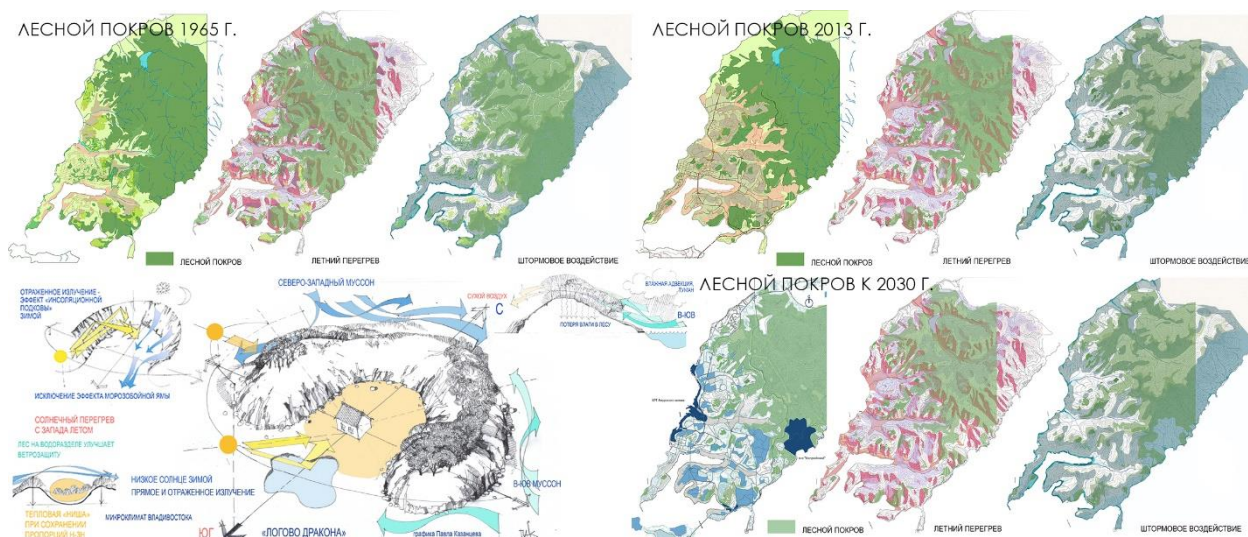 ЛЕСНОЙ ПОКРОВ 1965 Г.
ЛЕСНОЙ ПОКРОВ
ЛЕТНИЙ ПЕРЕГРЕВ
ШТОРМОВОЕ ВОЗДЕЙСТВИЕ
ЛЕСНОЙ ПОКРОВ 2013 Г.
ЛЕСНОЙ ПОКРОВ
ЛЕТНИЙ ПЕРЕГРЕВ
ШТОРМОВОЕ ВОЗДЕЙСТВИЕ
ОТРАЖЕННОЕ ИЗЛУЧЕНИЕ -
ЭФФЕКТ «ИНСОЛЯЦИОННОЙ
ПОДКОВЫ»
ЗИМОЙ
СЕВЕРО-ЗАПАДНЫЙ МУССОН
СУХОЙ ВОЗДУХ
С
ПОТЕРЯ ВЛАГИ В ЛЕСУ
ВЛАЖНАЯ АДВЕКЦИЯ,
ТУМАН
В-ЮВ
ИСКЛЮЧЕНИЕ ЭФФЕКТА МОРОЗОБОЙНОЙ ЯМЫ
СОЛНЕЧНЫЙ ПЕРЕГРЕВ
С ЗАПАДА ЛЕТОМ
ЛЕС НА ВОДОРАЗДЕЛЕ УЛУЧШАЕТ
ВЕТРОЗАЩИТУ
НИЗКОЕ СОЛНЦЕ ЗИМОЙ
ПРЯМОЕ И ОТРАЖЕННОЕ ИЗЛУЧЕНИЕ
В-ЮВ МУССОН
ТЕПЛОВАЯ «НИША»
ПРИ СОХРАНЕНИИ
ПРОПОРЦИЙ
МИКРОКЛИМАТ ВЛАДИВОСТОКА
ЮГ
«ЛОГОВО ДРАКОНА»
графика Павла Казанцева
ЛЕСНОЙ ПОКРОВ К 2030 Г.
ЛЕСНОЙ ПОКРОВ
ЛЕТНИЙ ПЕРЕГРЕВ
ШТОРМОВОЕ ВОЗДЕЙСТВИЕ